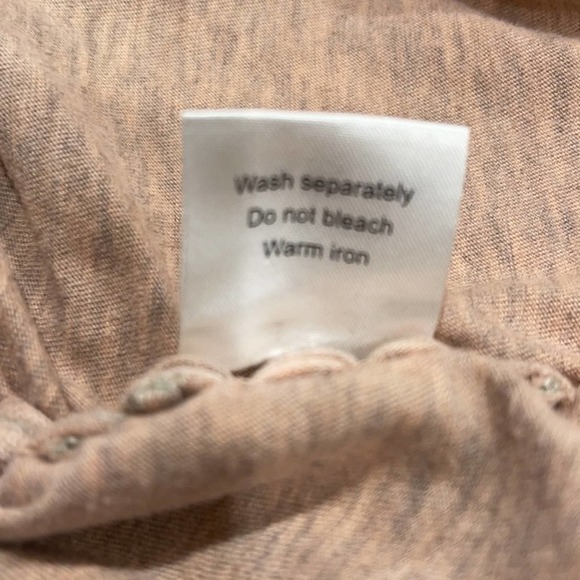 Wash separately
Do not bleach
Warm iron